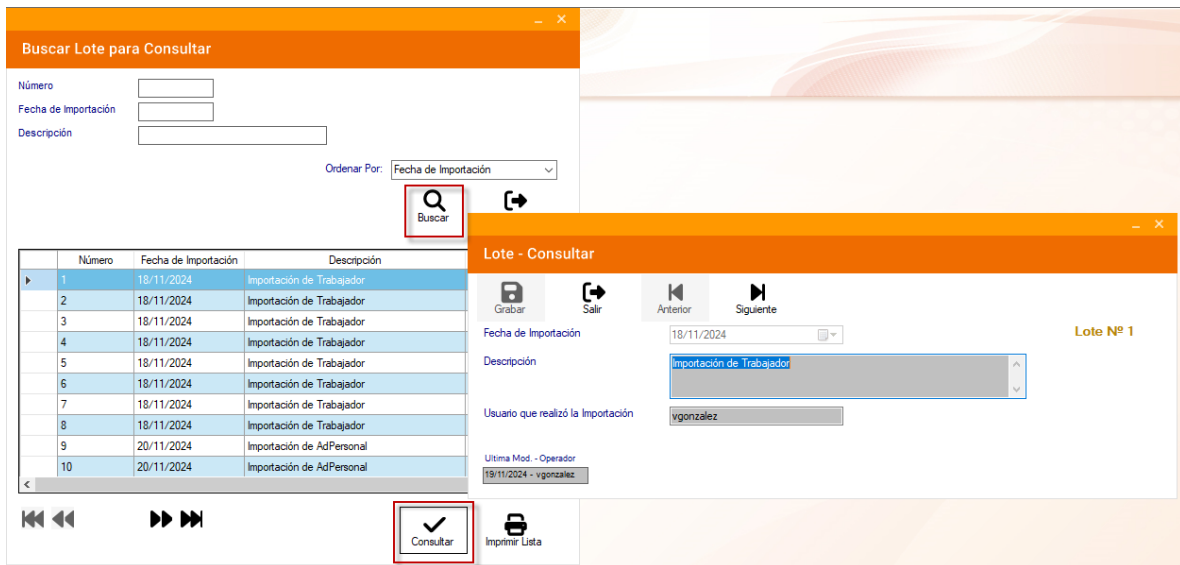 Buscar Lote para Consultar
Número
Fecha de Importación
Descripción
Ordenar Por: Fecha de Importación
Buscar
Número Fecha de Importación Descripción
1 18/11/2024 Importación de Trabajador
2 18/11/2024 Importación de Trabajador
3 18/11/2024 Importación de Trabajador
4 18/11/2024 Importación de Trabajador
5 18/11/2024 Importación de Trabajador
6 18/11/2024 Importación de Trabajador
7 18/11/2024 Importación de Trabajador
8 18/11/2024 Importación de Trabajador
9 20/11/2024 Importación de AdPersonal
10 20/11/2024 Importación de AdPersonal
Consultar Imprimir Lista
Lote - Consultar
Grabar Salir Anterior Siguiente
Fecha de Importación 18/11/2024 Lote Nº 1
Descripción Importación de Trabajador
Usuario que realizó la Importación vgonzalez
Ultima Mod. - Operador
19/11/2024 - vgonzalez